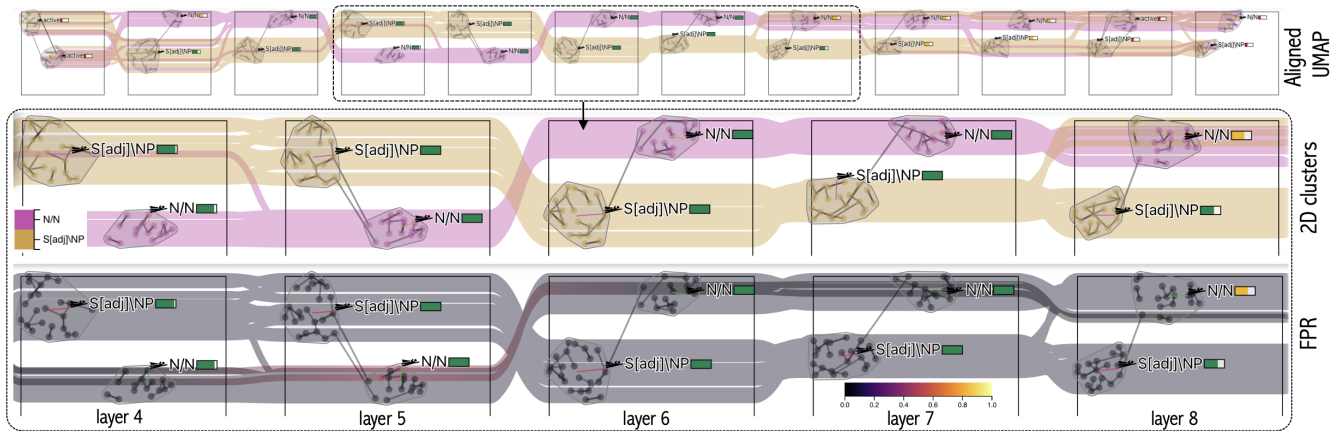 active
active
N/N
S[adj]\NP
N/N
S[adj]\NP
S[adj]\NP
N/N
S[adj]\NP
N/N
N/N
S[adj]\NP
N/N
S[adj]\NP
N/N
S[adj]\NP
N/N
S[adj]\NP
N/N
S[adj]\NP
active
S[adj]\NP
N/N
S[adj]\NP
Aligned
UMAP
S[adj]\NP
N/N
S[adj]\NP
N/N
N/N
S[adj]\NP
N/N
S[adj]\NP
N/N
S[adj]\NP
N/N
S[adj]\NP
2D clusters
S[adj]\NP
N/N
S[adj]\NP
N/N
N/N
S[adj]\NP
N/N
S[adj]\NP
N/N
S[adj]\NP
FPR
0.0 0.2 0.4 0.6 0.8 1.0
layer 4 layer 5 layer 6 layer 7 layer 8